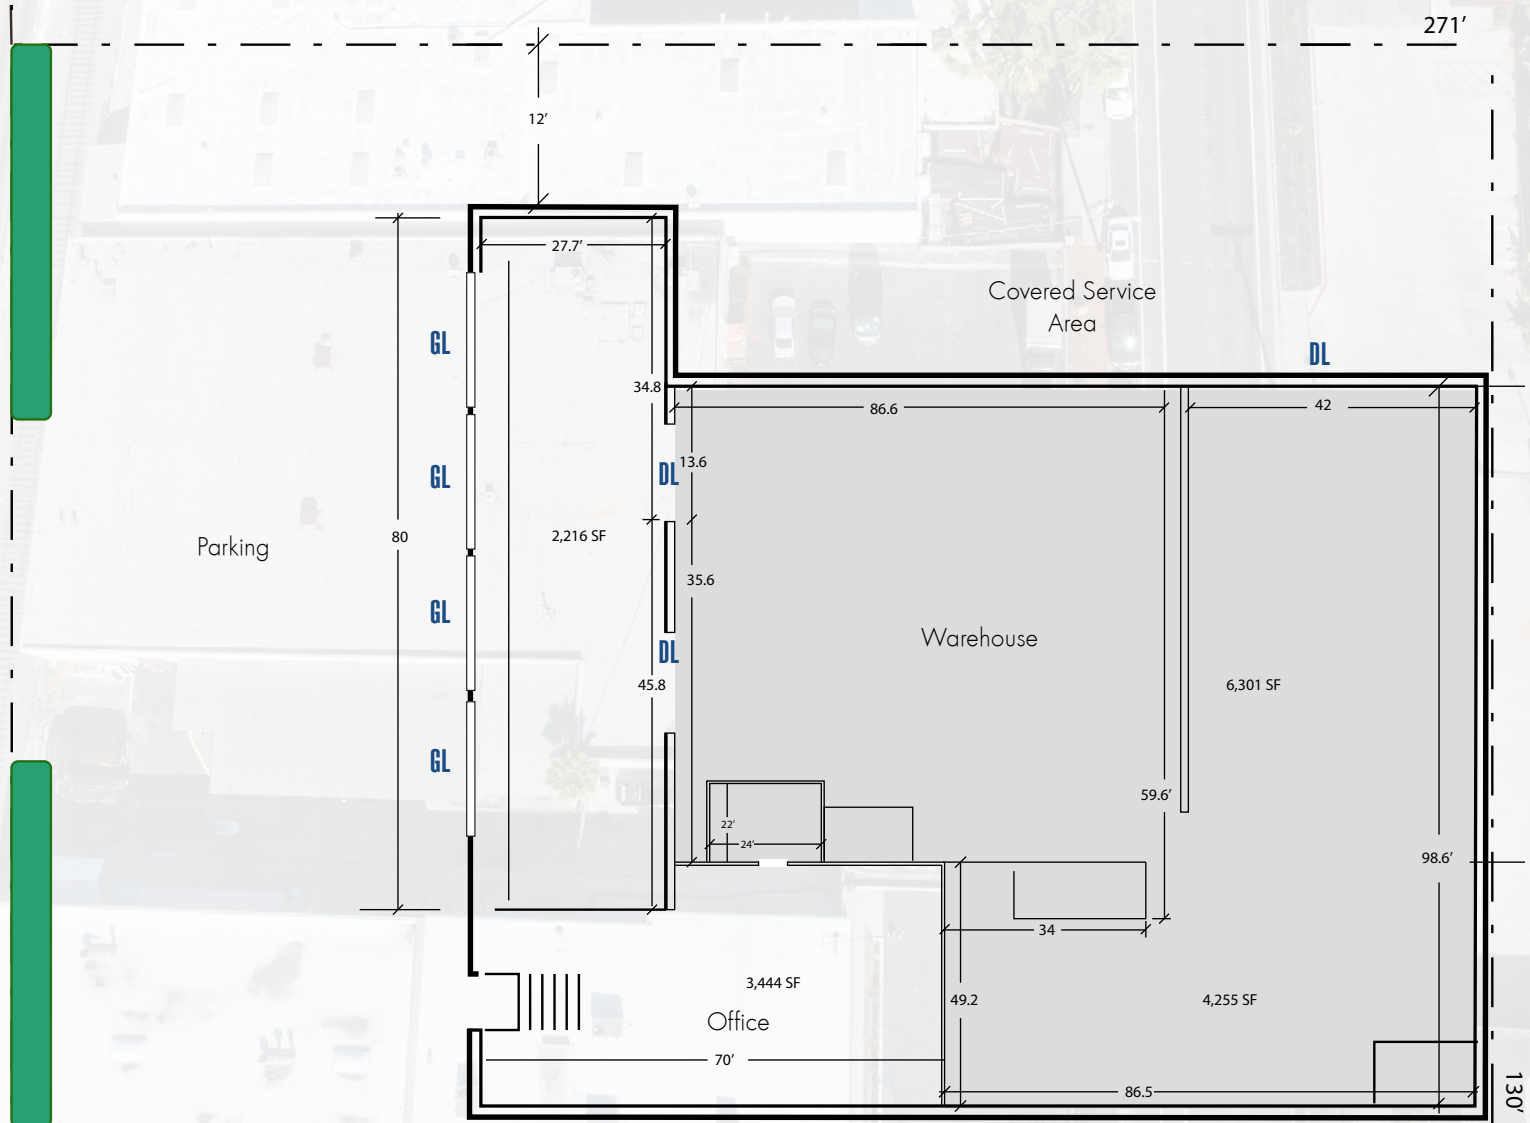 271’
12’
27.7’
Covered Service
Area
GL
DL
34.8
86.6
42
13.6
GL
DL
Parking
80
2,216 SF
35.6
GL
DL
Warehouse
45.8
6,301 SF
GL
59.6’
22’
24’
98.6’
34
3,444 SF
49.2
4,255 SF
Office
70’
86.5
130’